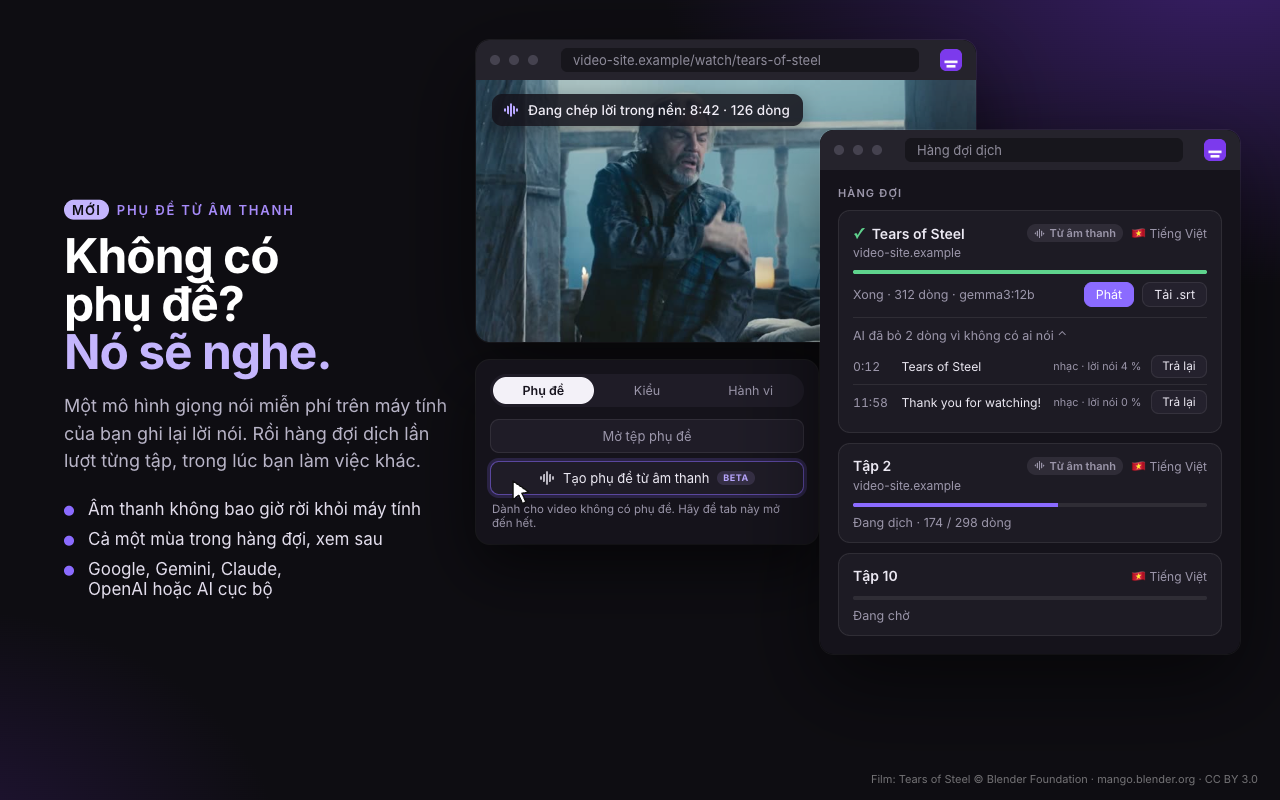 MỚI PHỤ ĐỀ TỪ ÂM THANH
Không có
phụ đề?
Nó sẽ nghe.
Một mô hình giọng nói miễn phí trên máy tính
của bạn ghi lại lời nói. Rồi hàng đợi dịch lần
lượt từng tập, trong lúc bạn làm việc khác.
Âm thanh không bao giờ rời khỏi máy tính
Cả một mùa trong hàng đợi, xem sau
Google, Gemini, Claude,
OpenAI hoặc AI cục bộ
video-site.example/watch/tears-of-steel
Đang chép lời trong nền: 8:42 · 126 dòng
Phụ đề Kiểu Hành vi
Mở tệp phụ đề
Tạo phụ đề từ âm thanh BETA
Dành cho video không có phụ đề. Hãy để tab này mở
đến hết.
Hàng đợi dịch
HÀNG ĐỢI
✓ Tears of Steel Từ âm thanh 🇻🇳 Tiếng Việt
video-site.example
Xong · 312 dòng · gemma3:12b Phát Tải .srt
AI đã bỏ 2 dòng vì không có ai nói ^
0:12 Tears of Steel nhạc · lời nói 4 % Trả lại
11:58 Thank you for watching! nhạc · lời nói 0 % Trả lại
Tập 2 Từ âm thanh 🇻🇳 Tiếng Việt
video-site.example
Đang dịch · 174 / 298 dòng
Tập 10 🇻🇳 Tiếng Việt
Đang chờ
Film: Tears of Steel © Blender Foundation · mango.blender.org · CC BY 3.0